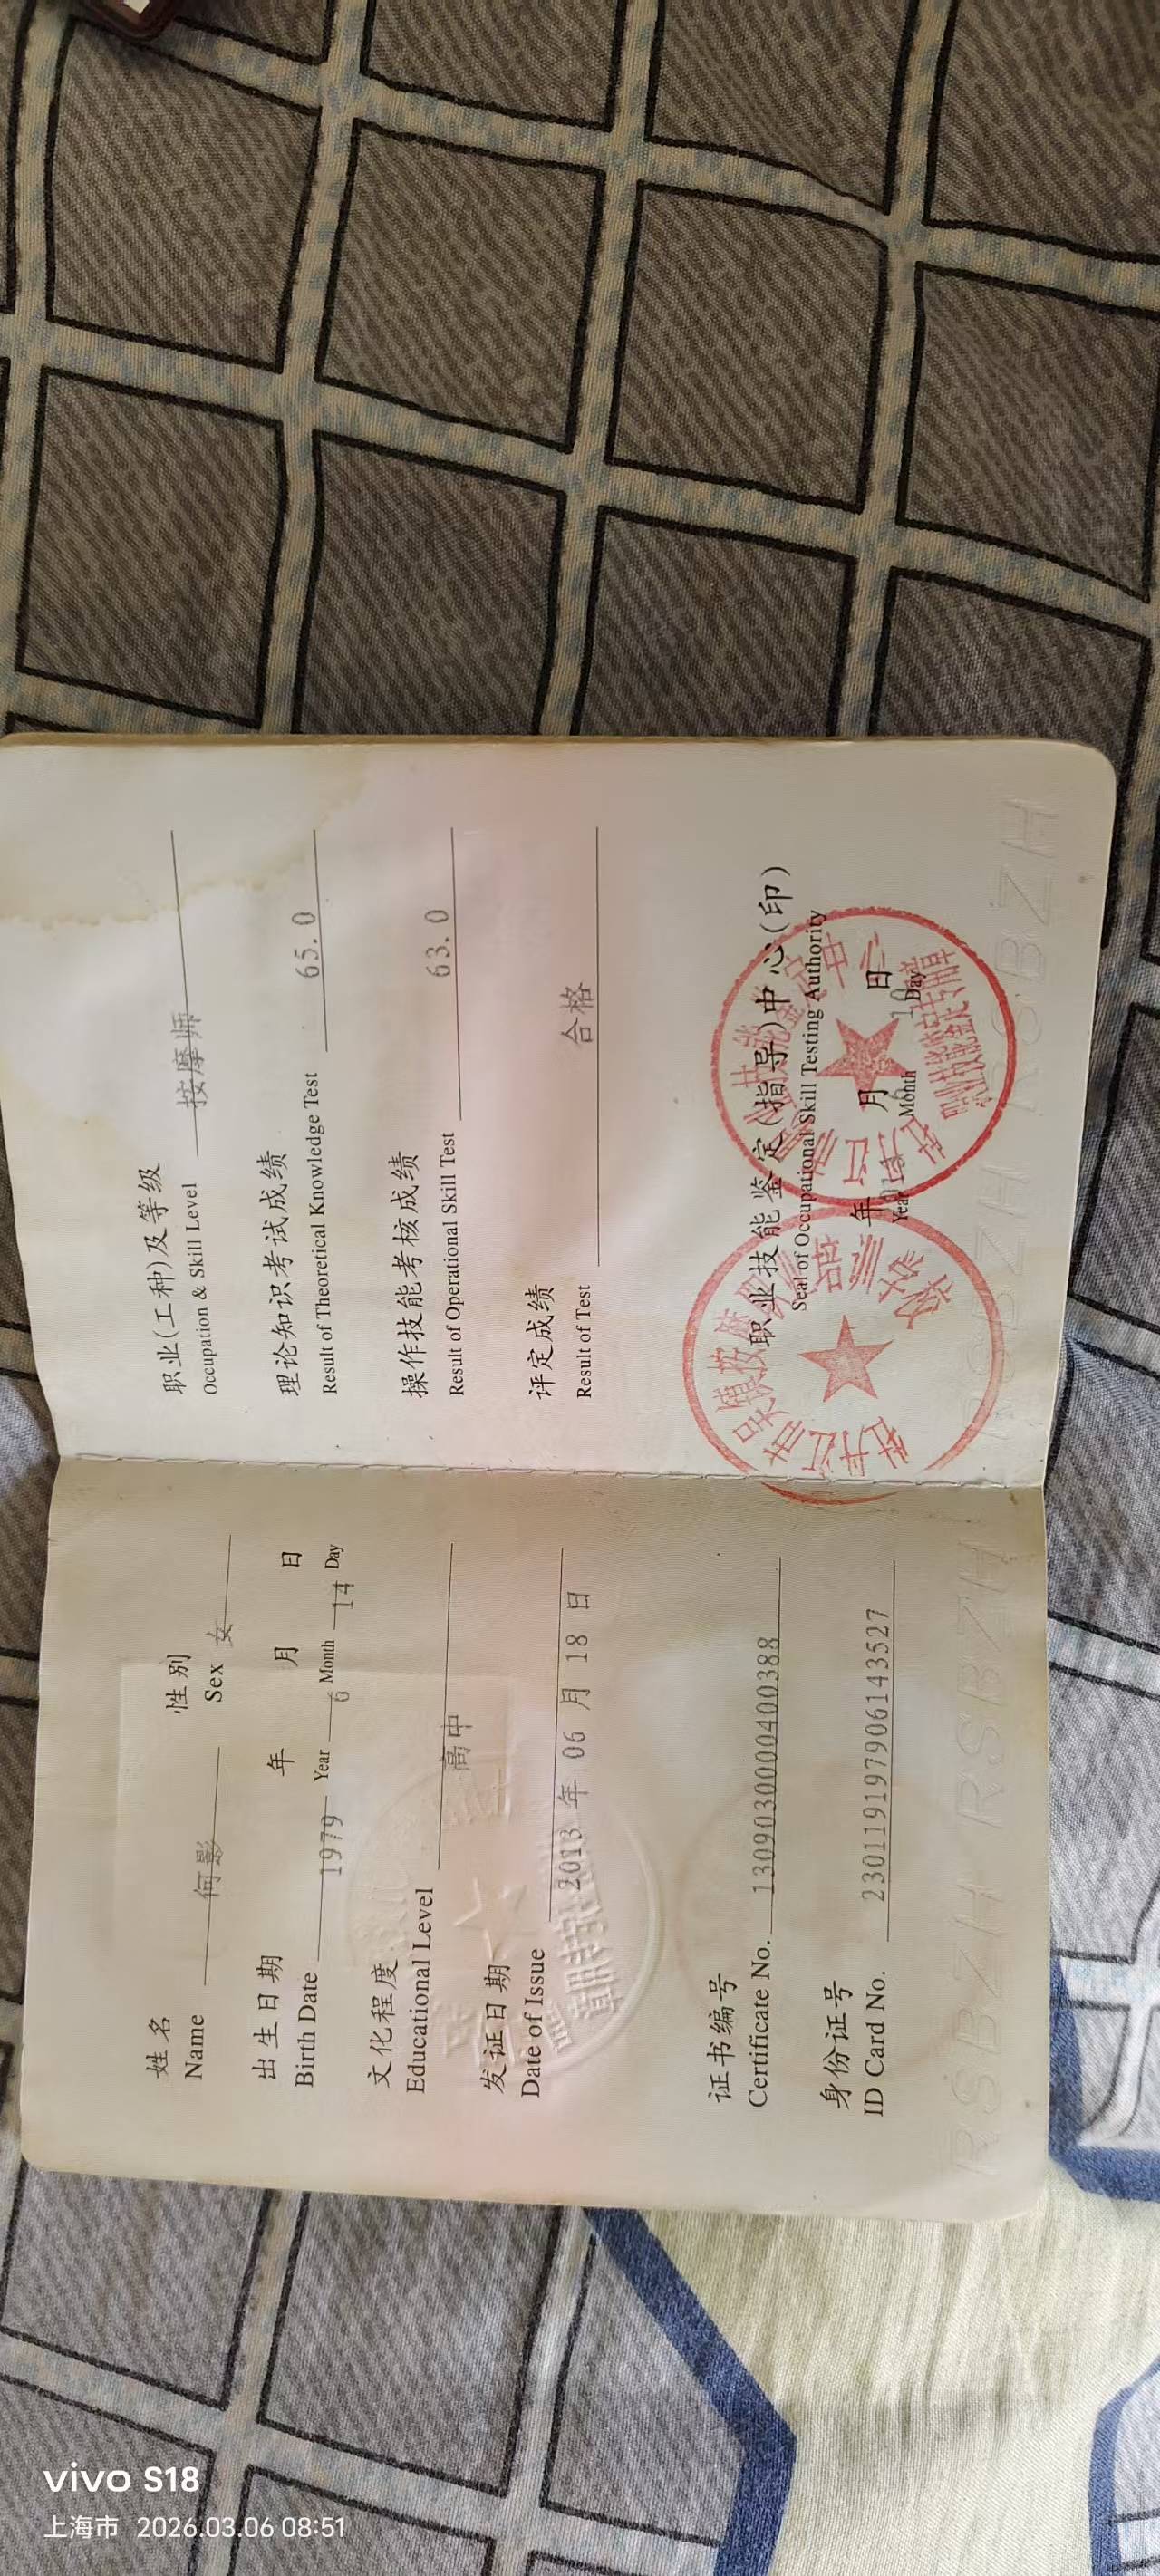 姓名 何影 性别 女
Name Sex
出生日期 1979 年 6 月 14 日
Birth Date Year Month Day
文化程度 高中
Educational Level
发证日期 2013 年 06 月 18 日
Date of Issue
证书编号 1309030000400388
Certificate No.
身份证号 230119197906143527
ID Card No.
职业(工种)及等级 按摩师
Occupation & Skill Level
理论知识考试成绩 65.0
Result of Theoretical Knowledge Test
操作技能考核成绩 63.0
Result of Operational Skill Test
评定成绩 合格
Result of Test
职业技能鉴定(指导)中心(印)
Seal of Occupational Skill Testing Authority
年 月 日
Year Month Day
RSBZH RSBZH
vivo S18
上海市 2026.03.06 08:51